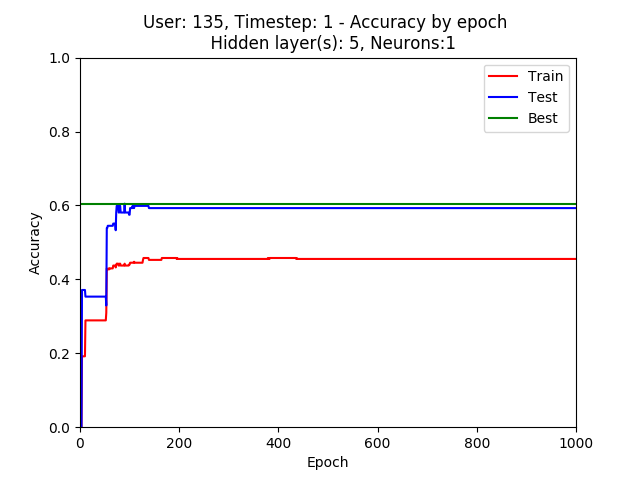 User: 135, Timestep: 1 - Accuracy by epoch
Hidden layer(s): 5, Neurons:1
1.0
0.8
0.6
0.4
0.2
0.0
Accuracy
Train
Test
Best
0 200 400 600 800 1000
Epoch